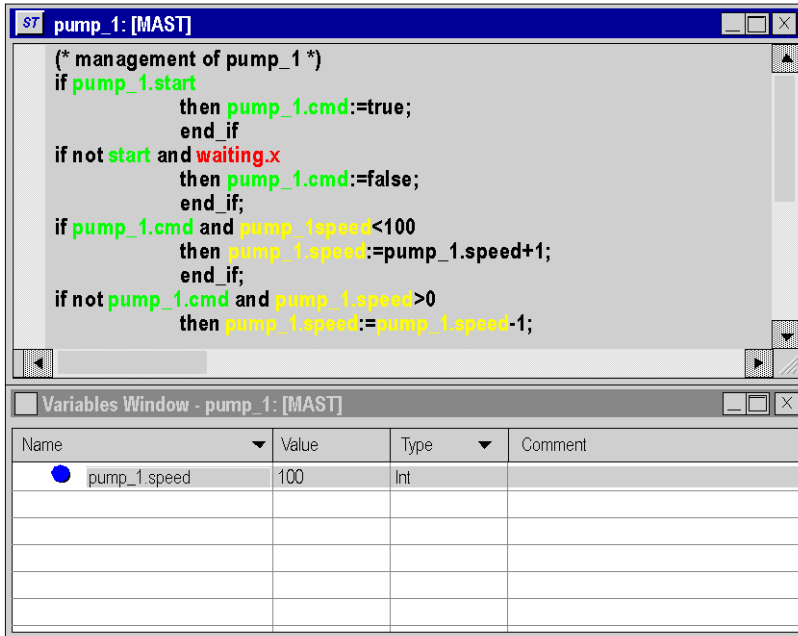 ST pump_1: [MAST]
(* management of pump_1 *)
if pump_1.start
then pump_1.cmd:=true;
end_if
if not start and waiting.x
then pump_1.cmd:=false;
end_if;
if pump_1.cmd and pump_1speed<100
then pump_1.speed:=pump_1.speed+1;
end_if;
if not pump_1.cmd and pump_1.speed>0
then pump_1.speed:=pump_1.speed-1;
Variables Window - pump_1: [MAST]
Name Value Type Comment
pump_1.speed 100 Int